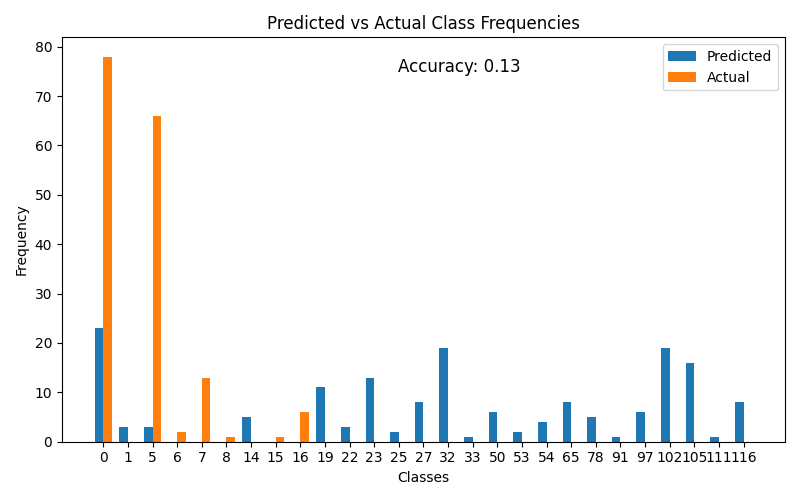 Predicted vs Actual Class Frequencies
Accuracy: 0.13
Predicted
Actual
Frequency
80
70
60
50
40
30
20
10
0
0 1 5 6 7 8 14 15 16 19 22 23 25 27 32 33 50 53 54 65 78 91 97 102 105 111 116
Classes